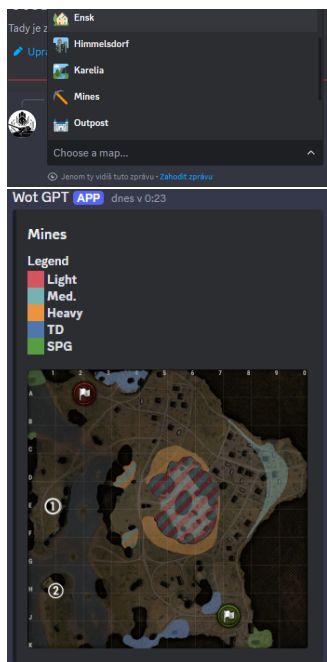 Ensk
Tady je z
Himmelsdorf
Upra
Karelia
Mines
Outpost
Choose a map...
Jenom ty vidíš tuto zprávu • Zahodit zprávu
Wot GPT APP dnes v 0:23
Mines
Legend
Light
Med.
Heavy
TD
SPG
1 2 3 4 5 6 7 8 9 0
A
B
C
D
E
1
F
G
H
2
J
K